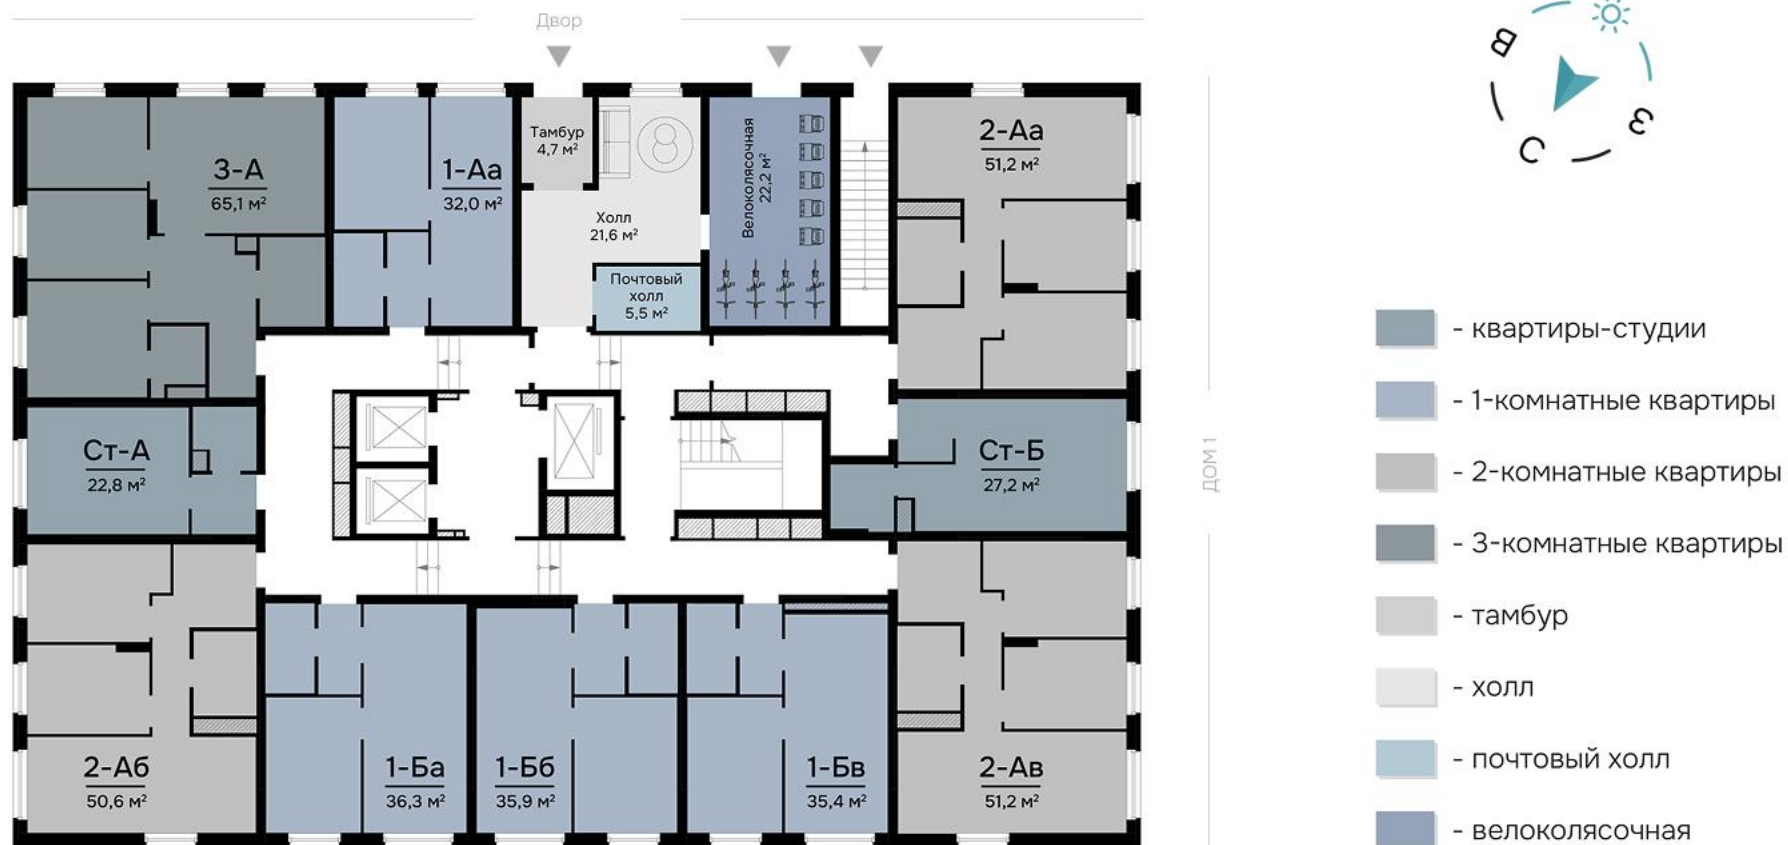 Двор
В
З
С
3-А
65,1 м²
1-Аа
32,0 м²
Тамбур
4,7 м²
Холл
21,6 м²
Почтовый
холл
5,5 м²
Велоколясочная
22,2 м²
2-Аа
51,2 м²
Ст-А
22,8 м²
Ст-Б
27,2 м²
ДОМ 1
2-Аб
50,6 м²
1-Ба
36,3 м²
1-Бб
35,9 м²
1-Бв
35,4 м²
2-Ав
51,2 м²
- квартиры-студии
- 1-комнатные квартиры
- 2-комнатные квартиры
- 3-комнатные квартиры
- тамбур
- холл
- почтовый холл
- велоколясочная